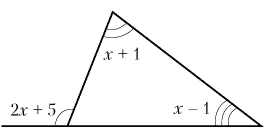 x + 1
2x + 5
x – 1